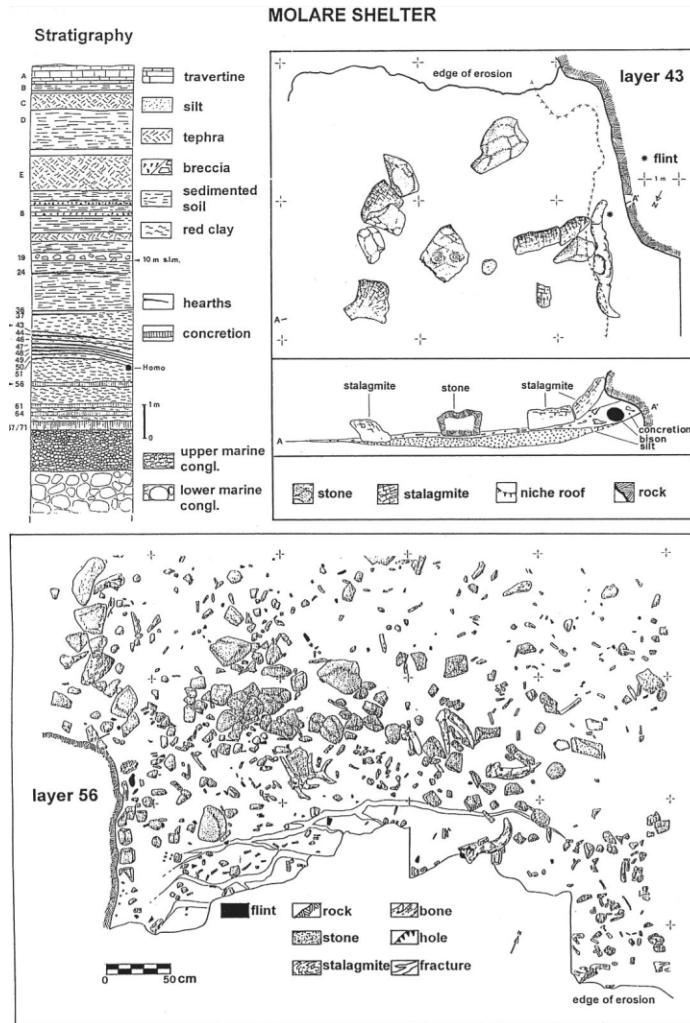 MOLARE SHELTER
Stratigraphy
A
B
C
D
E
8
19
24
36
37
43
44
46
47
48
49
50
51
56
61
64
67/71
10 m s.l.m.
Homo
1 m
0
travertine
silt
tephra
breccia
sedimented
soil
red clay
hearths
concretion
upper marine
congl.
lower marine
congl.
edge of erosion
layer 43
flint
1 m
N
A'
A
stalagmite
stone
stalagmite
A'
A
concretion
bison
silt
stone
stalagmite
niche roof
rock
layer 56
flint
rock
bone
stone
hole
stalagmite
fracture
0
50
cm
edge of erosion